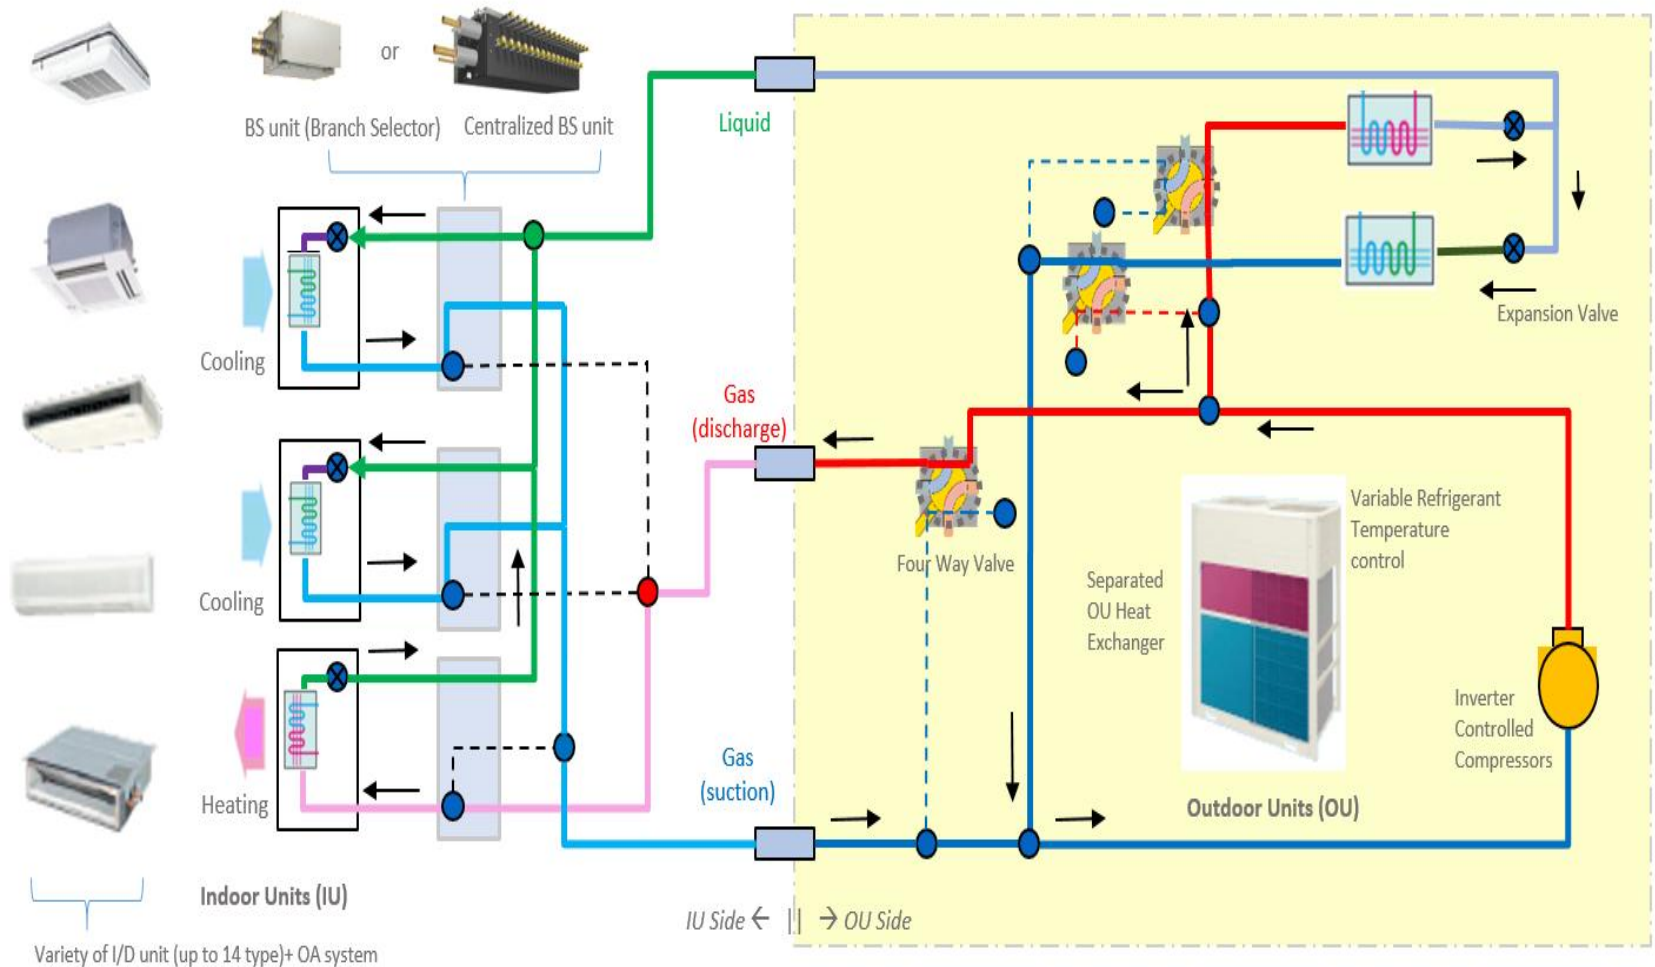 or
BS unit (Branch Selector)
Centralized BS unit
Liquid
Expansion Valve
Cooling
Gas
(discharge)
Four Way Valve
Variable Refrigerant
Temperature
control
Separated
OU Heat
Exchanger
Cooling
Inverter
Controlled
Compressors
Heating
Gas
(suction)
Outdoor Units (OU)
Indoor Units (IU)
IU Side ← || → OU Side
Variety of I/D unit (up to 14 type)+ OA system